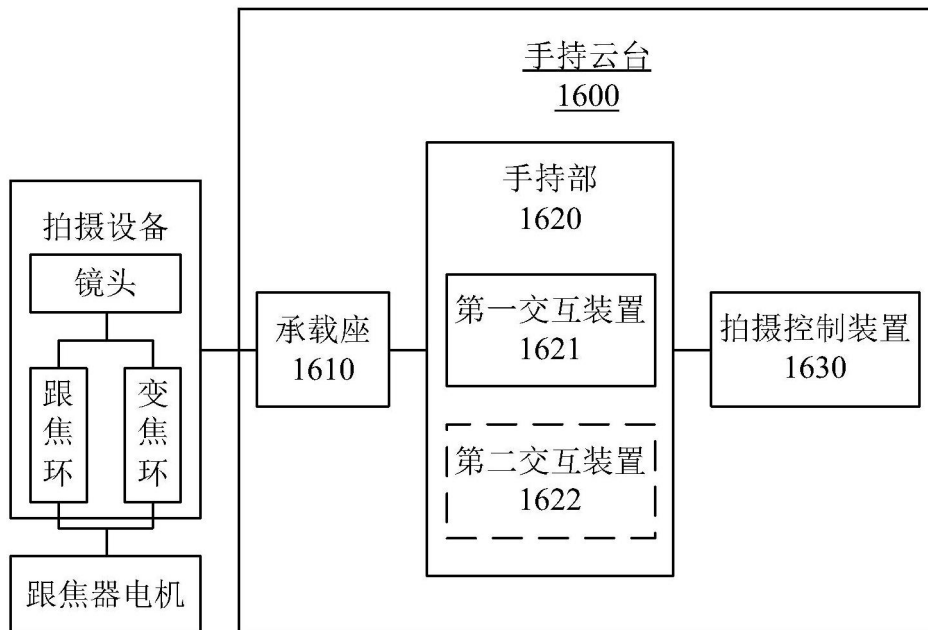 手持云台
1600
手持部
1620
拍摄设备
镜头
跟焦环
变焦环
跟焦器电机
承载座
1610
第一交互装置
1621
第二交互装置
1622
拍摄控制装置
1630